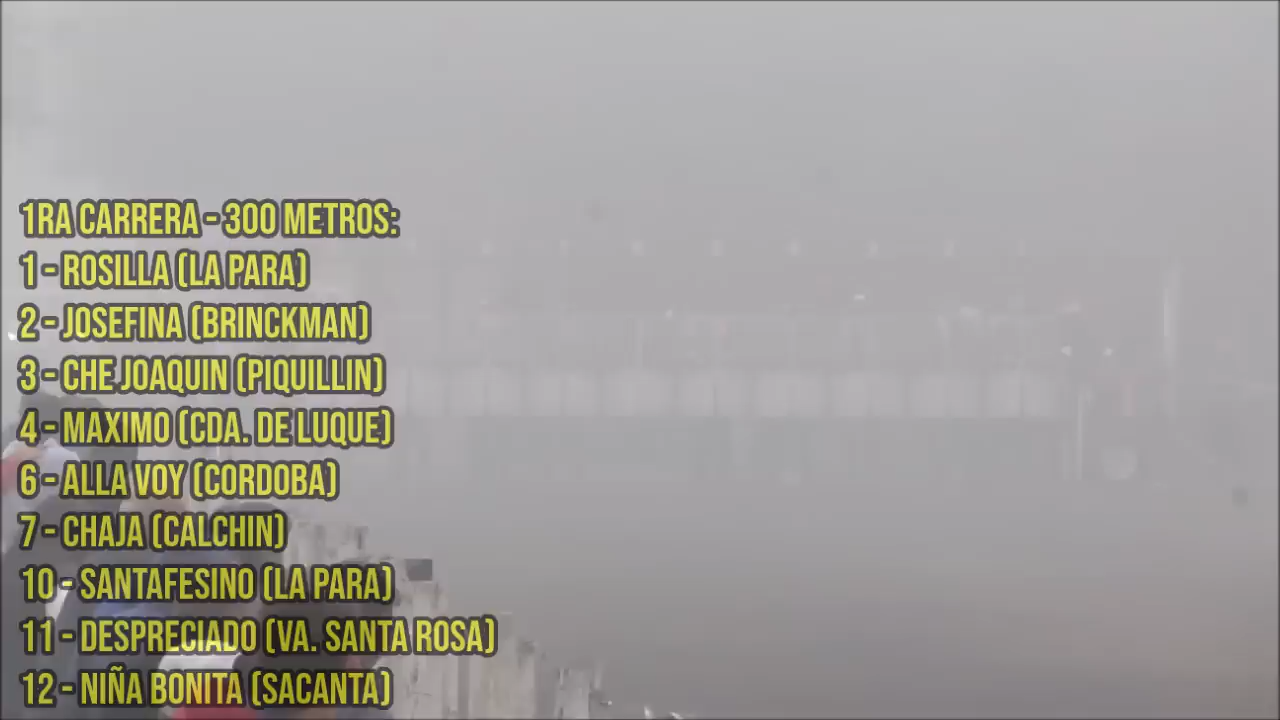 1RA CARRERA - 300 METROS:
1 - ROSILLA (LA PARA)
2 - JOSEFINA (BRINCKMAN)
3 - CHE JOAQUIN (PIQUILLIN)
4 - MAXIMO (CDA. DE LUQUE)
6 - ALLA VOY (CORDOBA)
7 - CHAJA (CALCHIN)
10 - SANTAFESINO (LA PARA)
11 - DESPRECIADO (VA. SANTA ROSA)
12 - NIÑA BONITA (SACANTA)